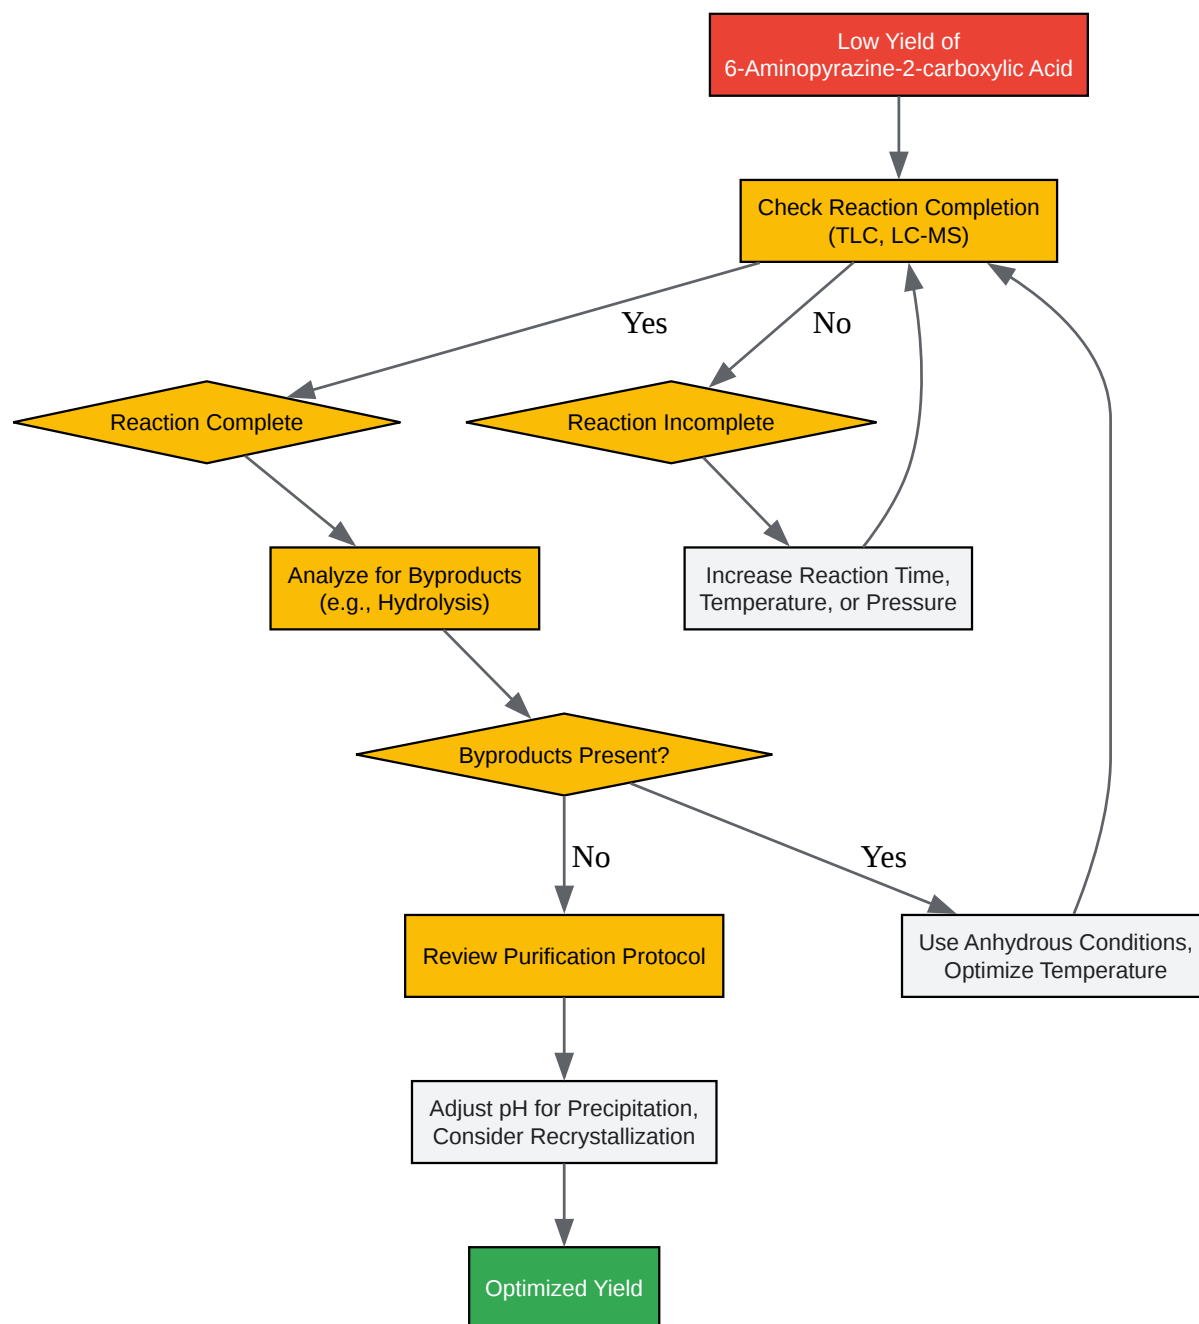 Low Yield of
6-Aminopyrazine-2-carboxylic Acid
Check Reaction Completion
(TLC, LC-MS)
Yes
No
Reaction Complete
Reaction Incomplete
Analyze for Byproducts
(e.g., Hydrolysis)
Increase Reaction Time,
Temperature, or Pressure
Byproducts Present?
No
Yes
Review Purification Protocol
Use Anhydrous Conditions,
Optimize Temperature
Adjust pH for Precipitation,
Consider Recrystallization
Optimized Yield